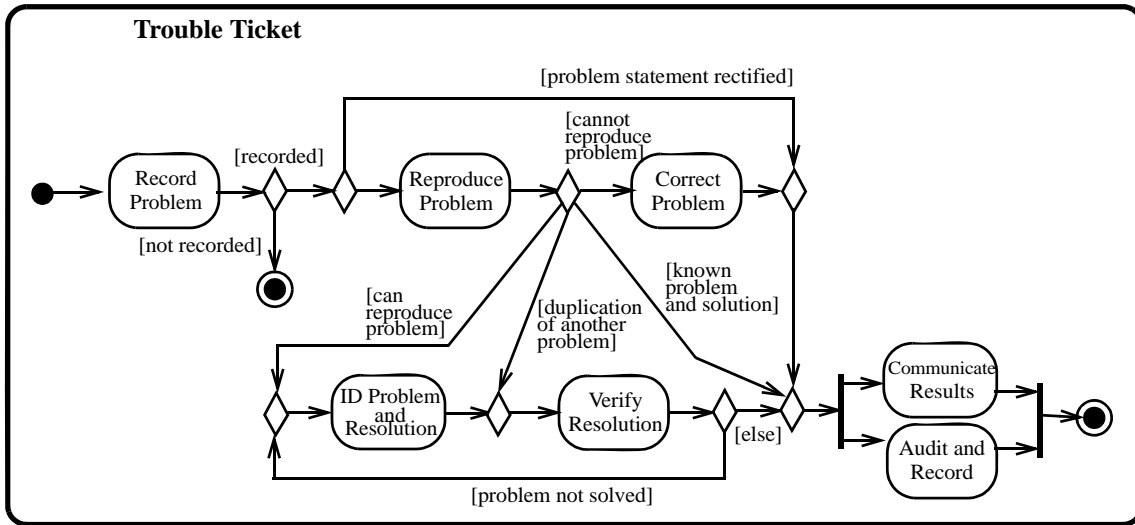 Trouble Ticket
[problem statement rectified]
[cannot
reproduce
problem]
[recorded]
Record
Problem
Reproduce
Problem
Correct
Problem
[not recorded]
[can
reproduce
problem]
[duplication
of another
problem]
[known
problem
and solution]
ID Problem
and
Resolution
Verify
Resolution
[else]
Communicate
Results
Audit and
Record
[problem not solved]